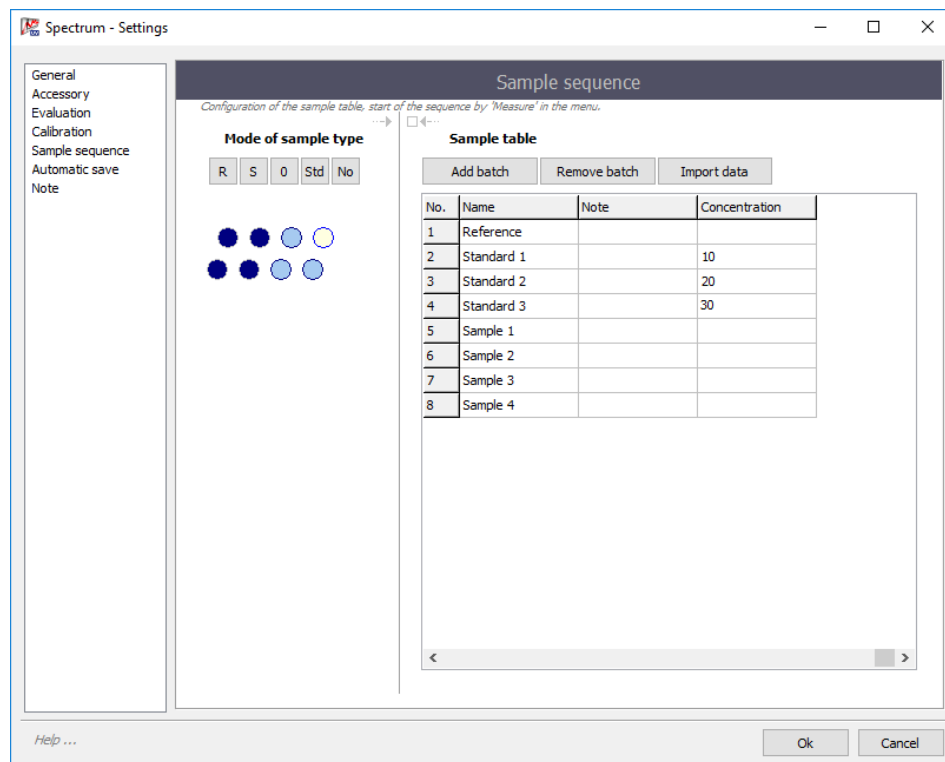 Spectrum - Settings
General
Accessory
Evaluation
Calibration
Sample sequence
Automatic save
Note
Sample sequence
Configuration of the sample table, start of the sequence by 'Measure' in the menu.
Mode of sample type
R S 0 Std No
Sample table
Add batch Remove batch Import data
No. Name Note Concentration
1 Reference
2 Standard 1 10
3 Standard 2 20
4 Standard 3 30
5 Sample 1
6 Sample 2
7 Sample 3
8 Sample 4
Help ...
Ok Cancel